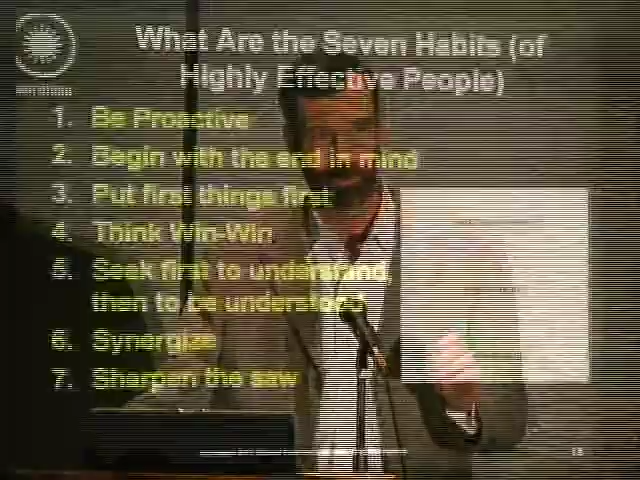 What Are the Seven Habits (of
Highly Effective People)
1. Be Proactive
2. Begin with the end in mind
3. Put first things first
4. Think Win-Win
5. Seek first to understand,
then to be understood
6. Synergize
7. Sharpen the saw